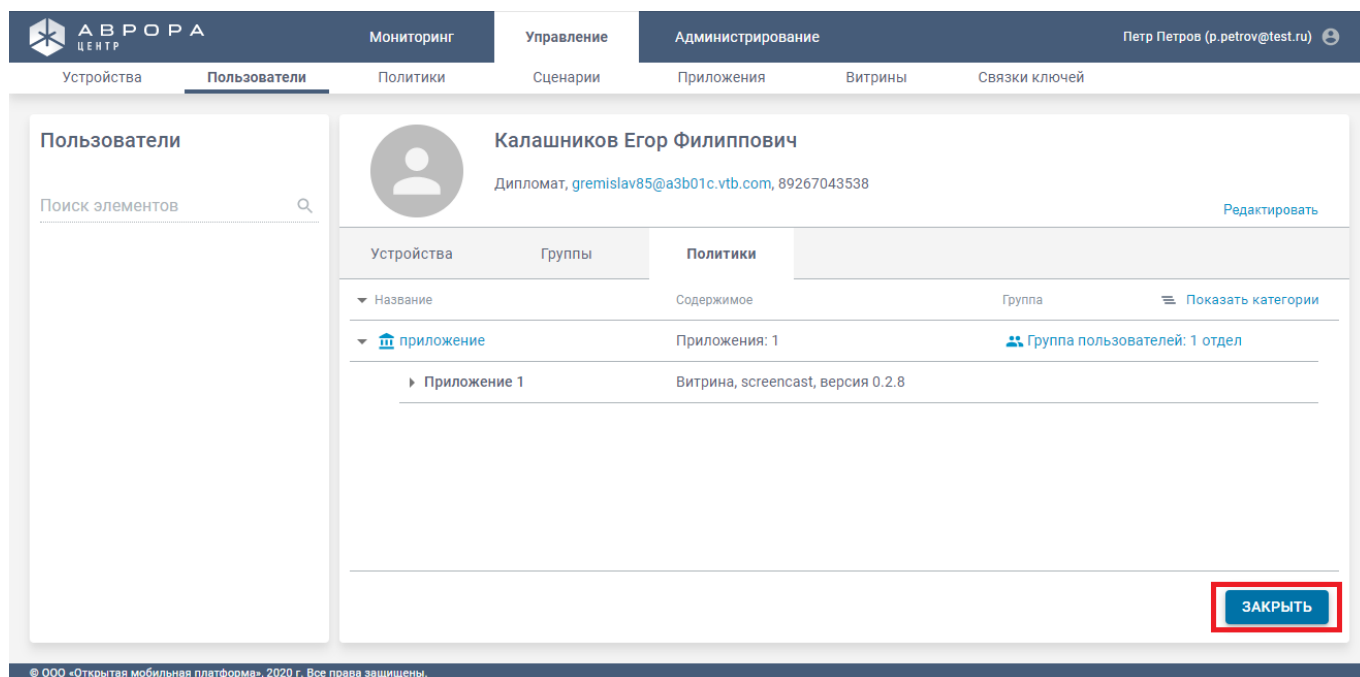 АВРОРА
ЦЕНТР
Мониторинг Управление Администрирование Петр Петров (p.petrov@test.ru)
Устройства Пользователи Политики Сценарии Приложения Витрины Связки ключей
Пользователи
Поиск элементов
Калашников Егор Филиппович
Дипломат, gremislav85@a3b01c.vtb.com, 89267043538
Редактировать
Устройства Группы Политики
Название Содержимое Группа Показать категории
приложение Приложения: 1 Группа пользователей: 1 отдел
Приложение 1 Витрина, screencast, версия 0.2.8
ЗАКРЫТЬ
© ООО «Открытая мобильная платформа», 2020 г. Все права защищены.